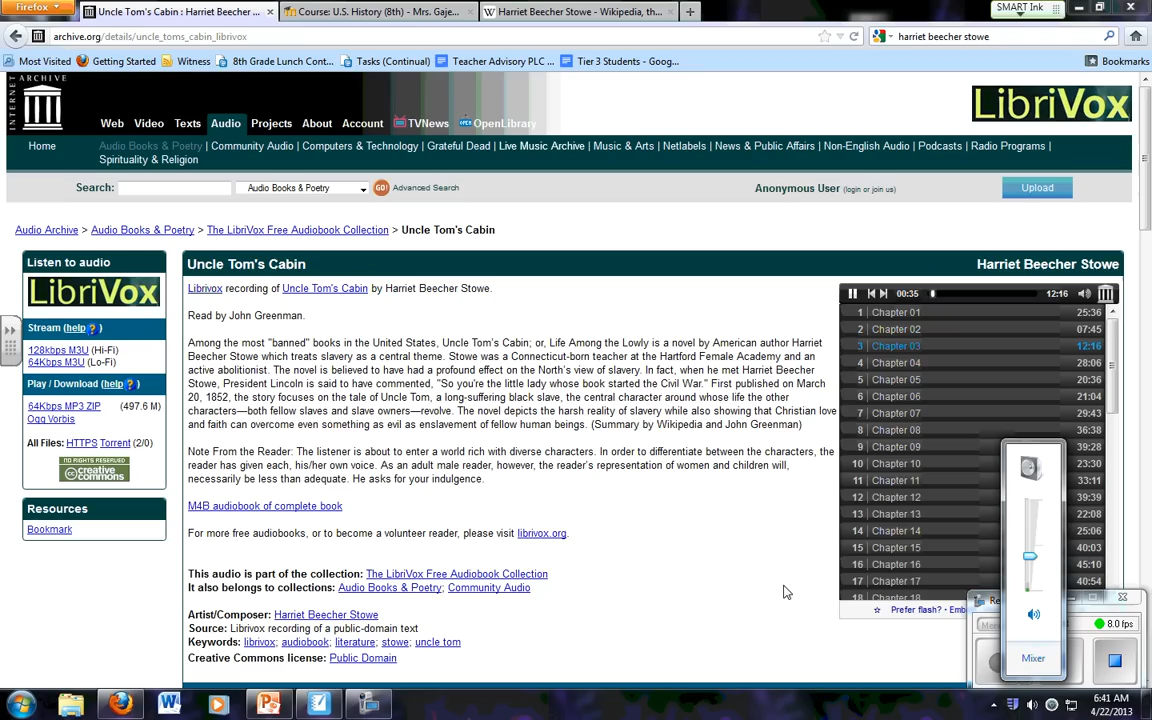 Firefox
Uncle Tom's Cabin : Harriet Beecher ...
Course: U.S. History (8th) - Mrs. Gaje...
Harriet Beecher Stowe - Wikipedia, th...
SMART Ink
archive.org/details/uncle_toms_cabin_librivox
harriet beecher stowe
Most Visited
Getting Started
Witness
8th Grade Lunch Cont...
Tasks (Continual)
Teacher Advisory PLC ...
Tier 3 Students - Goog...
Bookmarks
INTERNET ARCHIVE
LibriVox
Web Video Texts Audio Projects About Account TVNews OpenLibrary
Home
Audio Books & Poetry | Community Audio | Computers & Technology | Grateful Dead | Live Music Archive | Music & Arts | Netlabels | News & Public Affairs | Non-English Audio | Podcasts | Radio Programs |
Spirituality & Religion
Search: Audio Books & Poetry GO! Advanced Search
Anonymous User (login or join us)
Upload
Audio Archive > Audio Books & Poetry > The LibriVox Free Audiobook Collection > Uncle Tom's Cabin
Listen to audio
LibriVox
Stream (help?)
128kbps M3U (Hi-Fi)
64Kbps M3U (Lo-Fi)
Play / Download (help?)
64Kbps MP3 ZIP (497.6 M)
Ogg Vorbis
All Files: HTTPS Torrent (2/0)
NO RIGHTS RESERVED
creative commons
Resources
Bookmark
Uncle Tom's Cabin Harriet Beecher Stowe
Librivox recording of Uncle Tom's Cabin by Harriet Beecher Stowe.
Read by John Greenman.
Among the most "banned" books in the United States, Uncle Tom's Cabin; or, Life Among the Lowly is a novel by American author Harriet
Beecher Stowe which treats slavery as a central theme. Stowe was a Connecticut-born teacher at the Hartford Female Academy and an
active abolitionist. The novel is believed to have had a profound effect on the North's view of slavery. In fact, when he met Harriet Beecher
Stowe, President Lincoln is said to have commented, "So you're the little lady whose book started the Civil War." First published on March
20, 1852, the story focuses on the tale of Uncle Tom, a long-suffering black slave, the central character around whose life the other
characters—both fellow slaves and slave owners—revolve. The novel depicts the harsh reality of slavery while also showing that Christian love
and faith can overcome even something as evil as enslavement of fellow human beings. (Summary by Wikipedia and John Greenman)
Note From the Reader: The listener is about to enter a world rich with diverse characters. In order to differentiate between the characters, the
reader has given each, his/her own voice. As an adult male reader, however, the reader's representation of women and children will,
necessarily be less than adequate. He asks for your indulgence.
M4B audiobook of complete book
For more free audiobooks, or to become a volunteer reader, please visit librivox.org.
This audio is part of the collection: The LibriVox Free Audiobook Collection
It also belongs to collections: Audio Books & Poetry; Community Audio
Artist/Composer: Harriet Beecher Stowe
Source: Librivox recording of a public-domain text
Keywords: librivox; audiobook; literature; stowe; uncle tom
Creative Commons license: Public Domain
00:35 12:16
1 Chapter 01 25:36
2 Chapter 02 07:45
3 Chapter 03 12:16
4 Chapter 04 28:06
5 Chapter 05 20:36
6 Chapter 06 21:04
7 Chapter 07 29:43
8 Chapter 08 36:38
9 Chapter 09 39:28
10 Chapter 10 23:30
11 Chapter 11 33:11
12 Chapter 12 39:39
13 Chapter 13 22:08
14 Chapter 14 25:06
15 Chapter 15 40:03
16 Chapter 16 45:10
17 Chapter 17 40:54
18 Chapter 18
Prefer flash? · Emb
Re
8.0 fps
Mixer
6:41 AM
4/22/2013